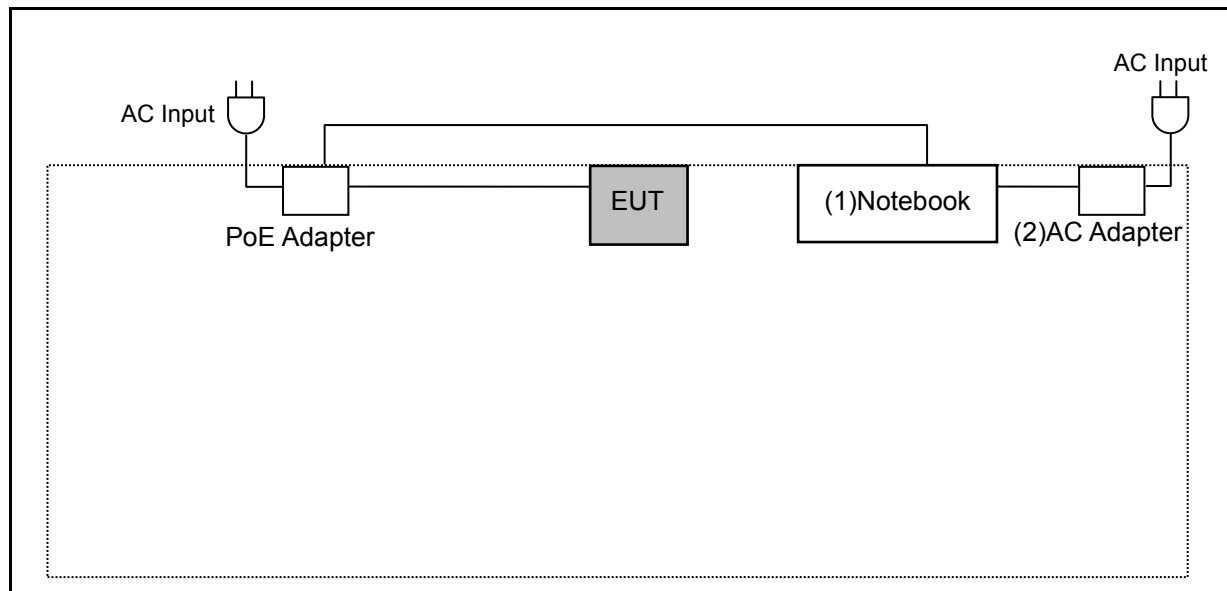 AC Input
AC Input
EUT
(1)Notebook
PoE Adapter
(2)AC Adapter